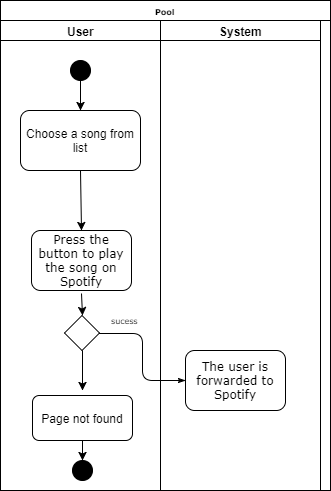 Pool
User
System
Choose a song from
list
Press the
button to play
the song on
Spotify
sucess
The user is
forwarded to
Spotify
Page not found